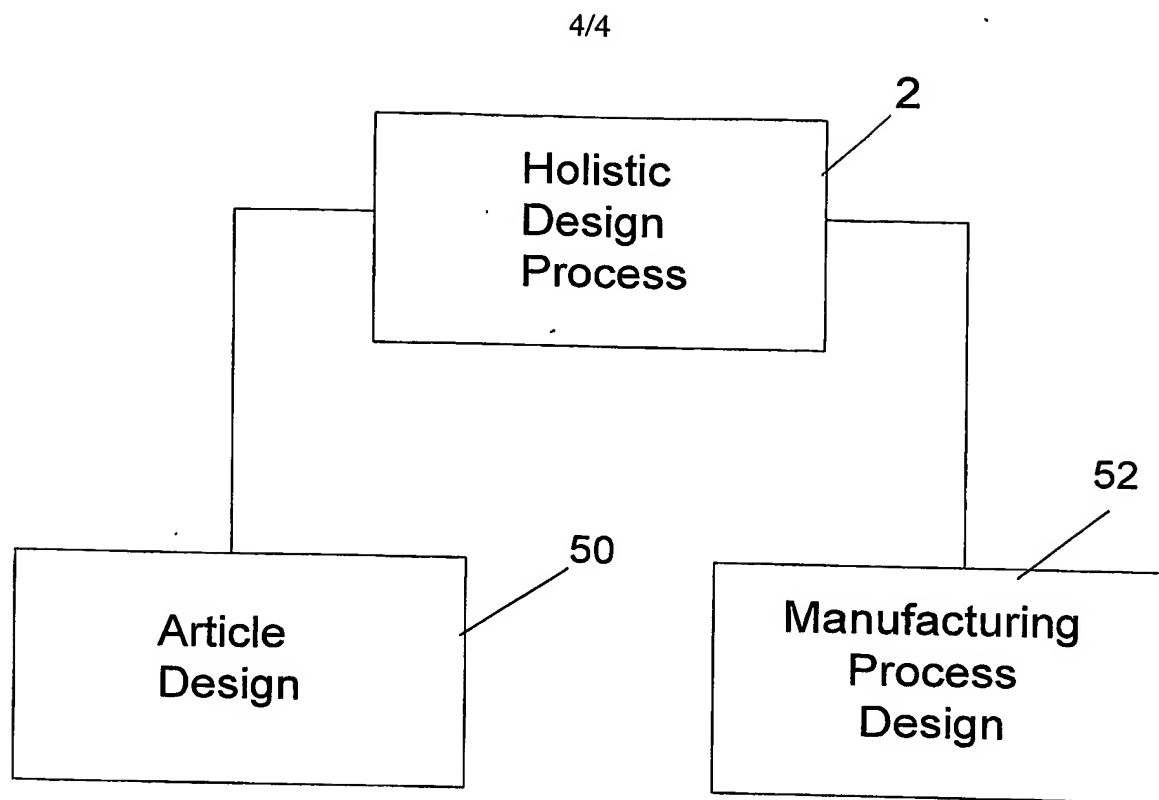 4/4
2
Holistic
Design
Process
52
50
Article
Design
Manufacturing
Process
Design